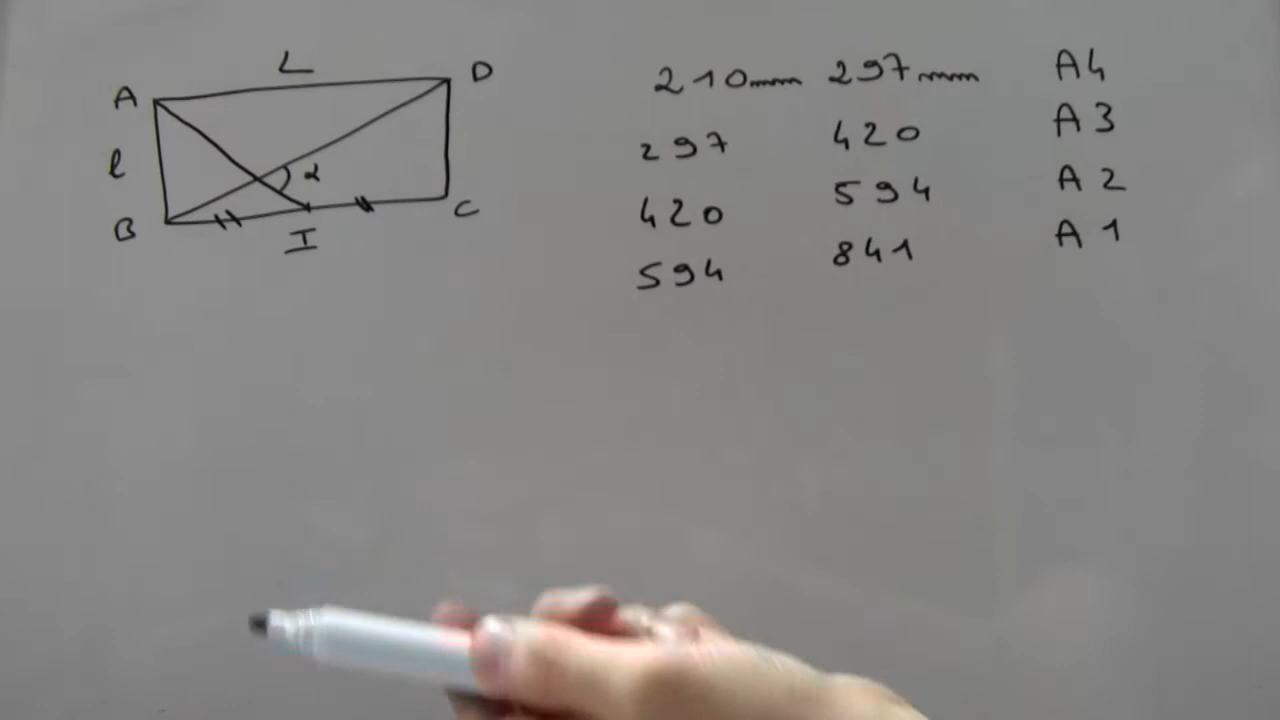 L
A D
l α
B I C
210mm 297mm A4
297 420 A3
420 594 A2
594 841 A1